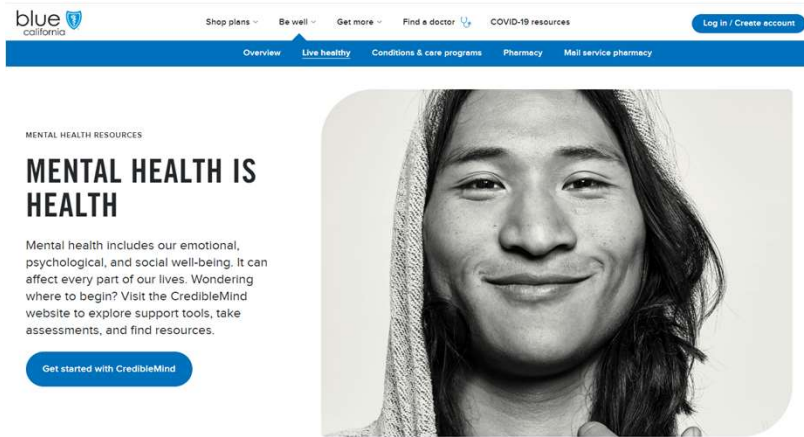 blue
california
Shop plans
Be well
Get more
Find a doctor
COVID-19 resources
Log in / Create account
Overview
Live healthy
Conditions & care programs
Pharmacy
Mail service pharmacy
MENTAL HEALTH RESOURCES
MENTAL HEALTH IS
HEALTH
Mental health includes our emotional,
psychological, and social well-being. It can
affect every part of our lives. Wondering
where to begin? Visit the CredibleMind
website to explore support tools, take
assessments, and find resources.
Get started with CredibleMind